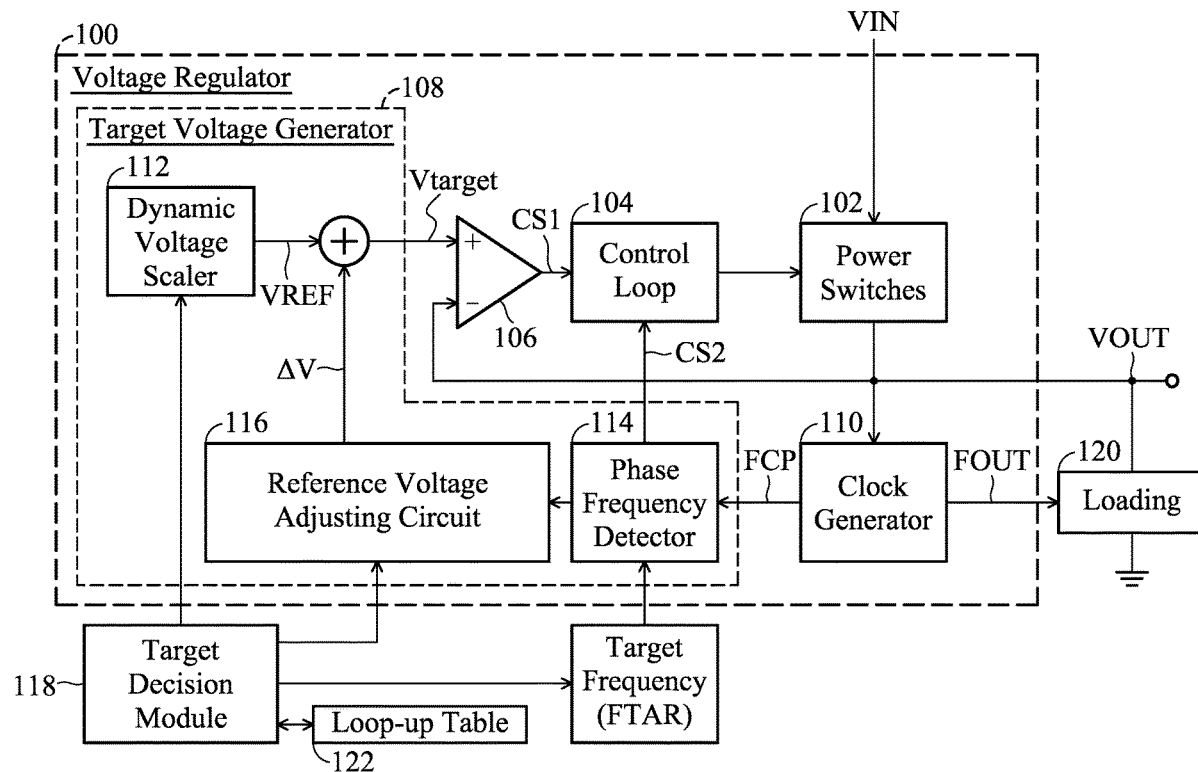 VIN
100
Voltage Regulator
108
Target Voltage Generator
112
Dynamic
Voltage
Scaler
VREF
+
Vtarget
+
−
106
CS1
104
Control
Loop
102
Power
Switches
CS2
ΔV
VOUT
116
Reference Voltage
Adjusting Circuit
114
Phase
Frequency
Detector
FCP
110
Clock
Generator
FOUT
120
Loading
118
Target
Decision
Module
Target
Frequency
(FTAR)
Loop-up Table
122